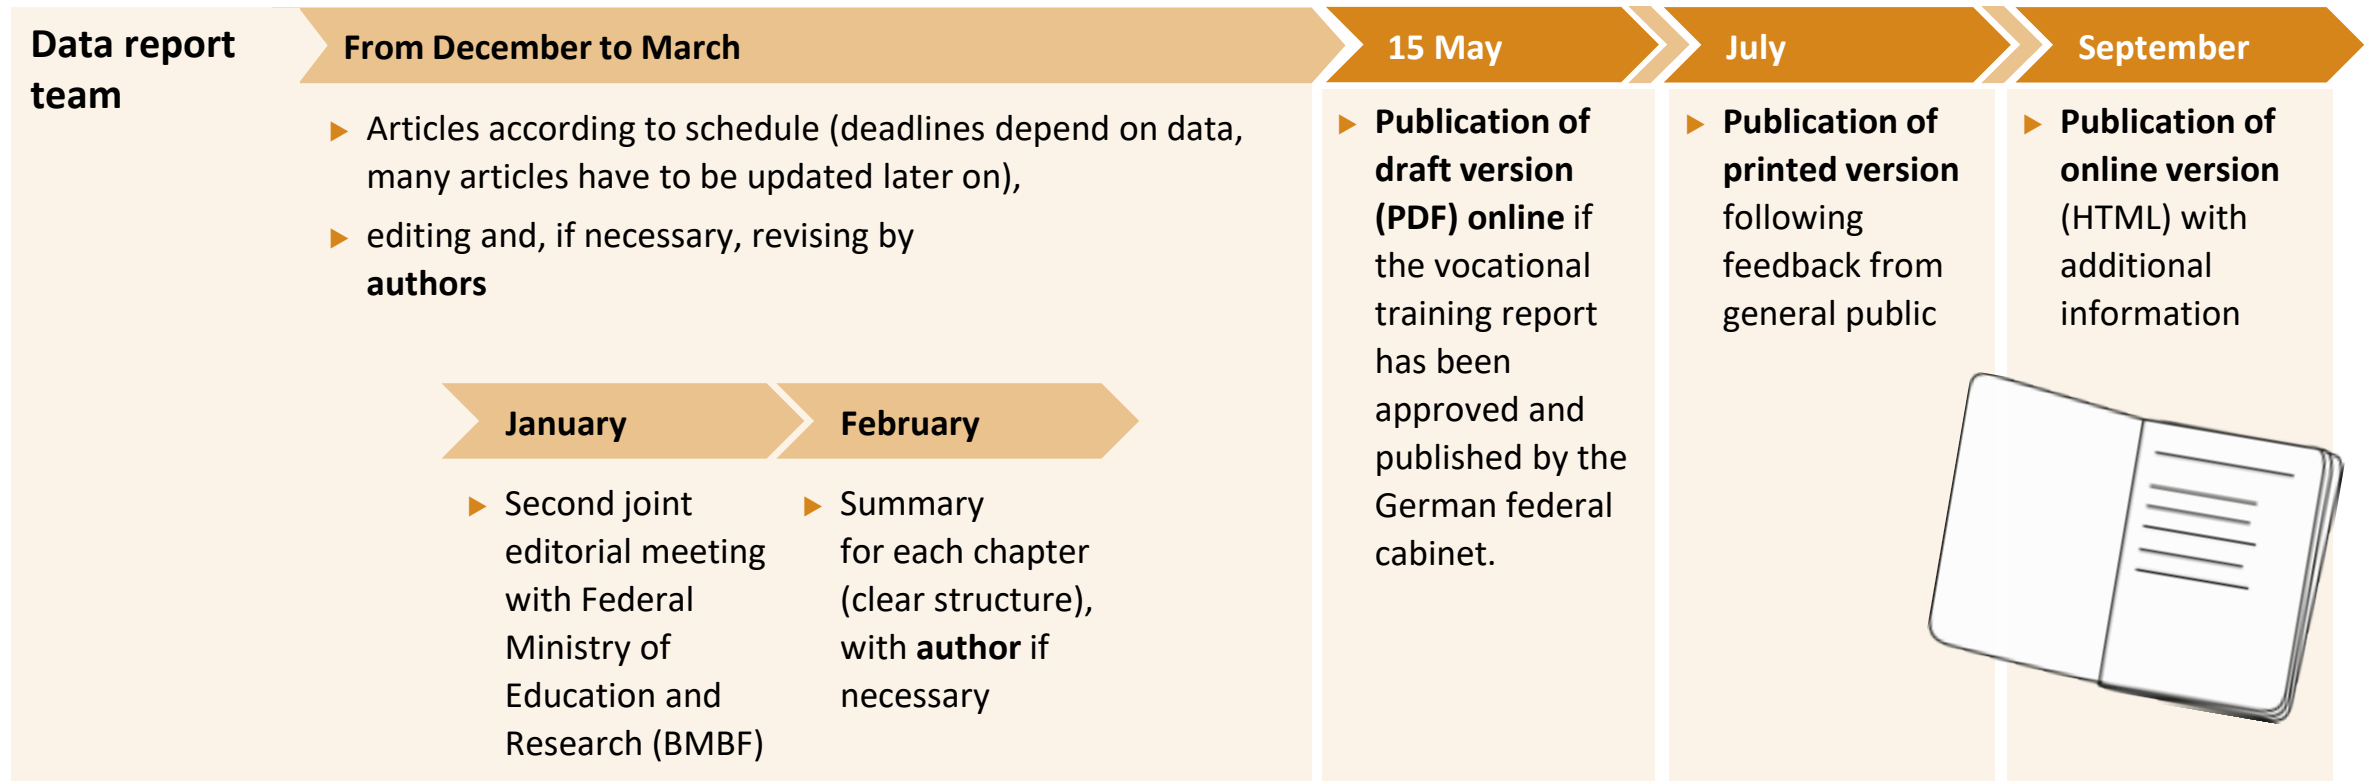 Data report
team
From December to March
▶ Articles according to schedule (deadlines depend on data,
many articles have to be updated later on),
▶ editing and, if necessary, revising by
authors
January
▶ Second joint
editorial meeting
with Federal
Ministry of
Education and
Research (BMBF)
February
▶ Summary
for each chapter
(clear structure),
with author if
necessary
15 May
▶ Publication of
draft version
(PDF) online if
the vocational
training report
has been
approved and
published by the
German federal
cabinet.
July
▶ Publication of
printed version
following
feedback from
general public
September
▶ Publication of
online version
(HTML) with
additional
information